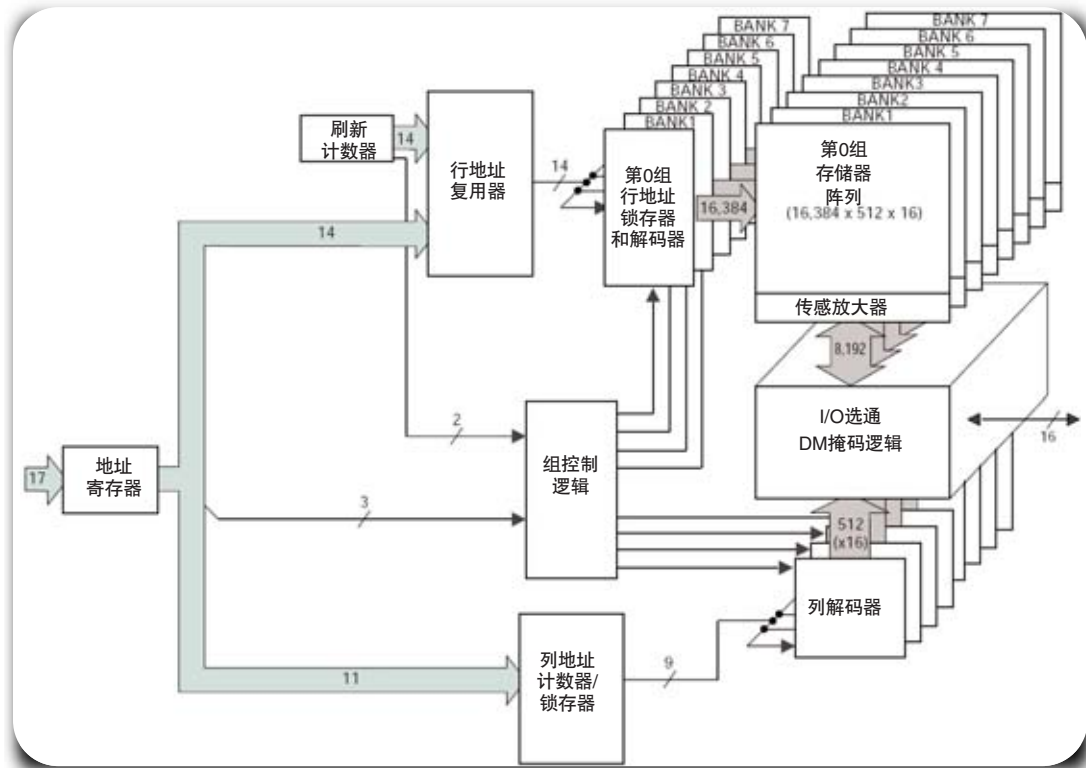 BANK 7
BANK 6
BANK 5
BANK 4
BANK 3
BANK 2
BANK1
BANK 7
BANK 6
BANK 5
BANK 4
BANK3
BANK2
BANK1
刷新
计数器
14
行地址
复用器
14
第0组
行地址
锁存器
和解码器
16,384
第0组
存储器
阵列
(16,384 x 512 x 16)
传感放大器
14
8,192
2
I/O选通
DM掩码逻辑
16
17
地址
寄存器
组控制
逻辑
3
512
(x16)
列解码器
11
列地址
计数器/
锁存器
9